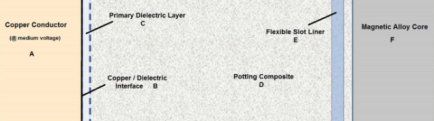 Copper Conductor
(@ medium voltage)
A
Primary Dielectric Layer
C
Copper / Dielectric
Interface B
Flexible Slot Liner
E
Potting Composite
D
Magnetic Alloy Core
F